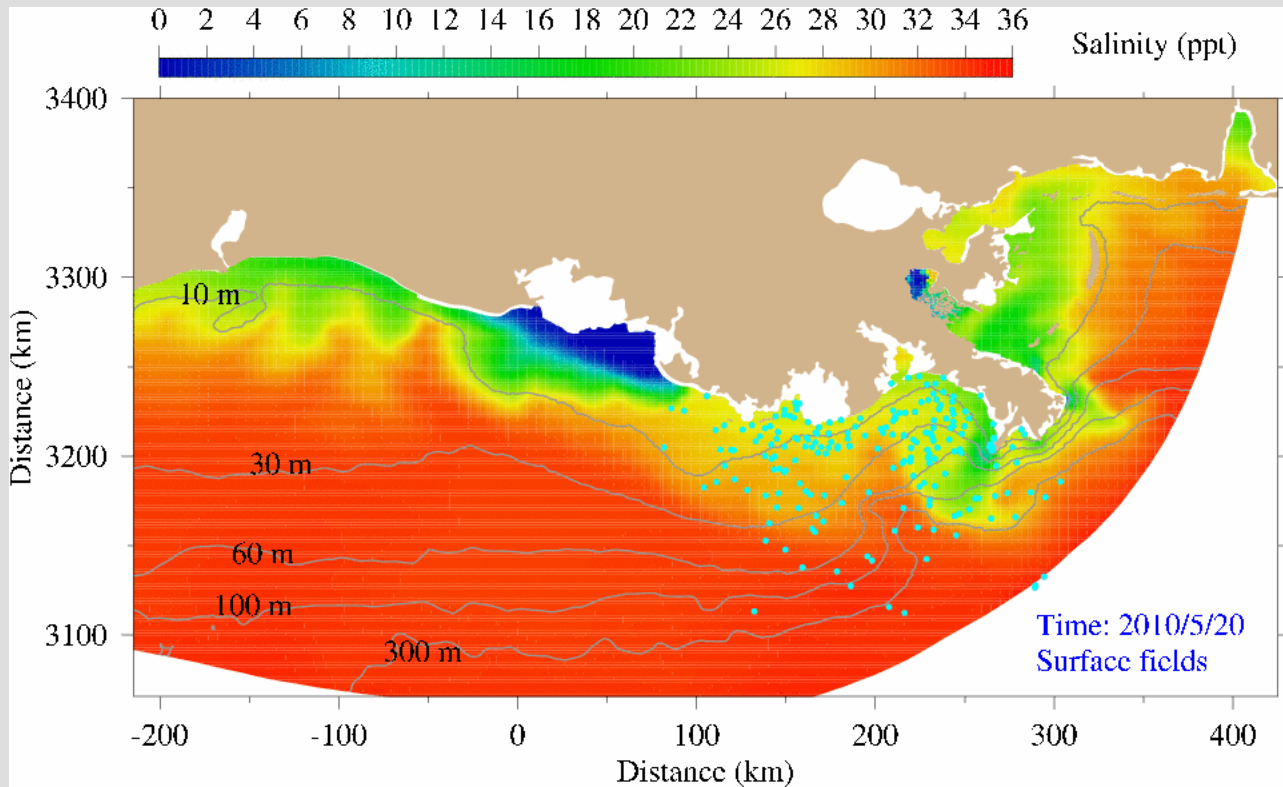 0 2 4 6 8 10 12 14 16 18 20 22 24 26 28 30 32 34 36
Salinity (ppt)
3400
3300
3200
3100
Distance (km)
10 m
30 m
60 m
100 m
300 m
Time: 2010/5/20
Surface fields
-200 -100 0 100 200 300 400
Distance (km)